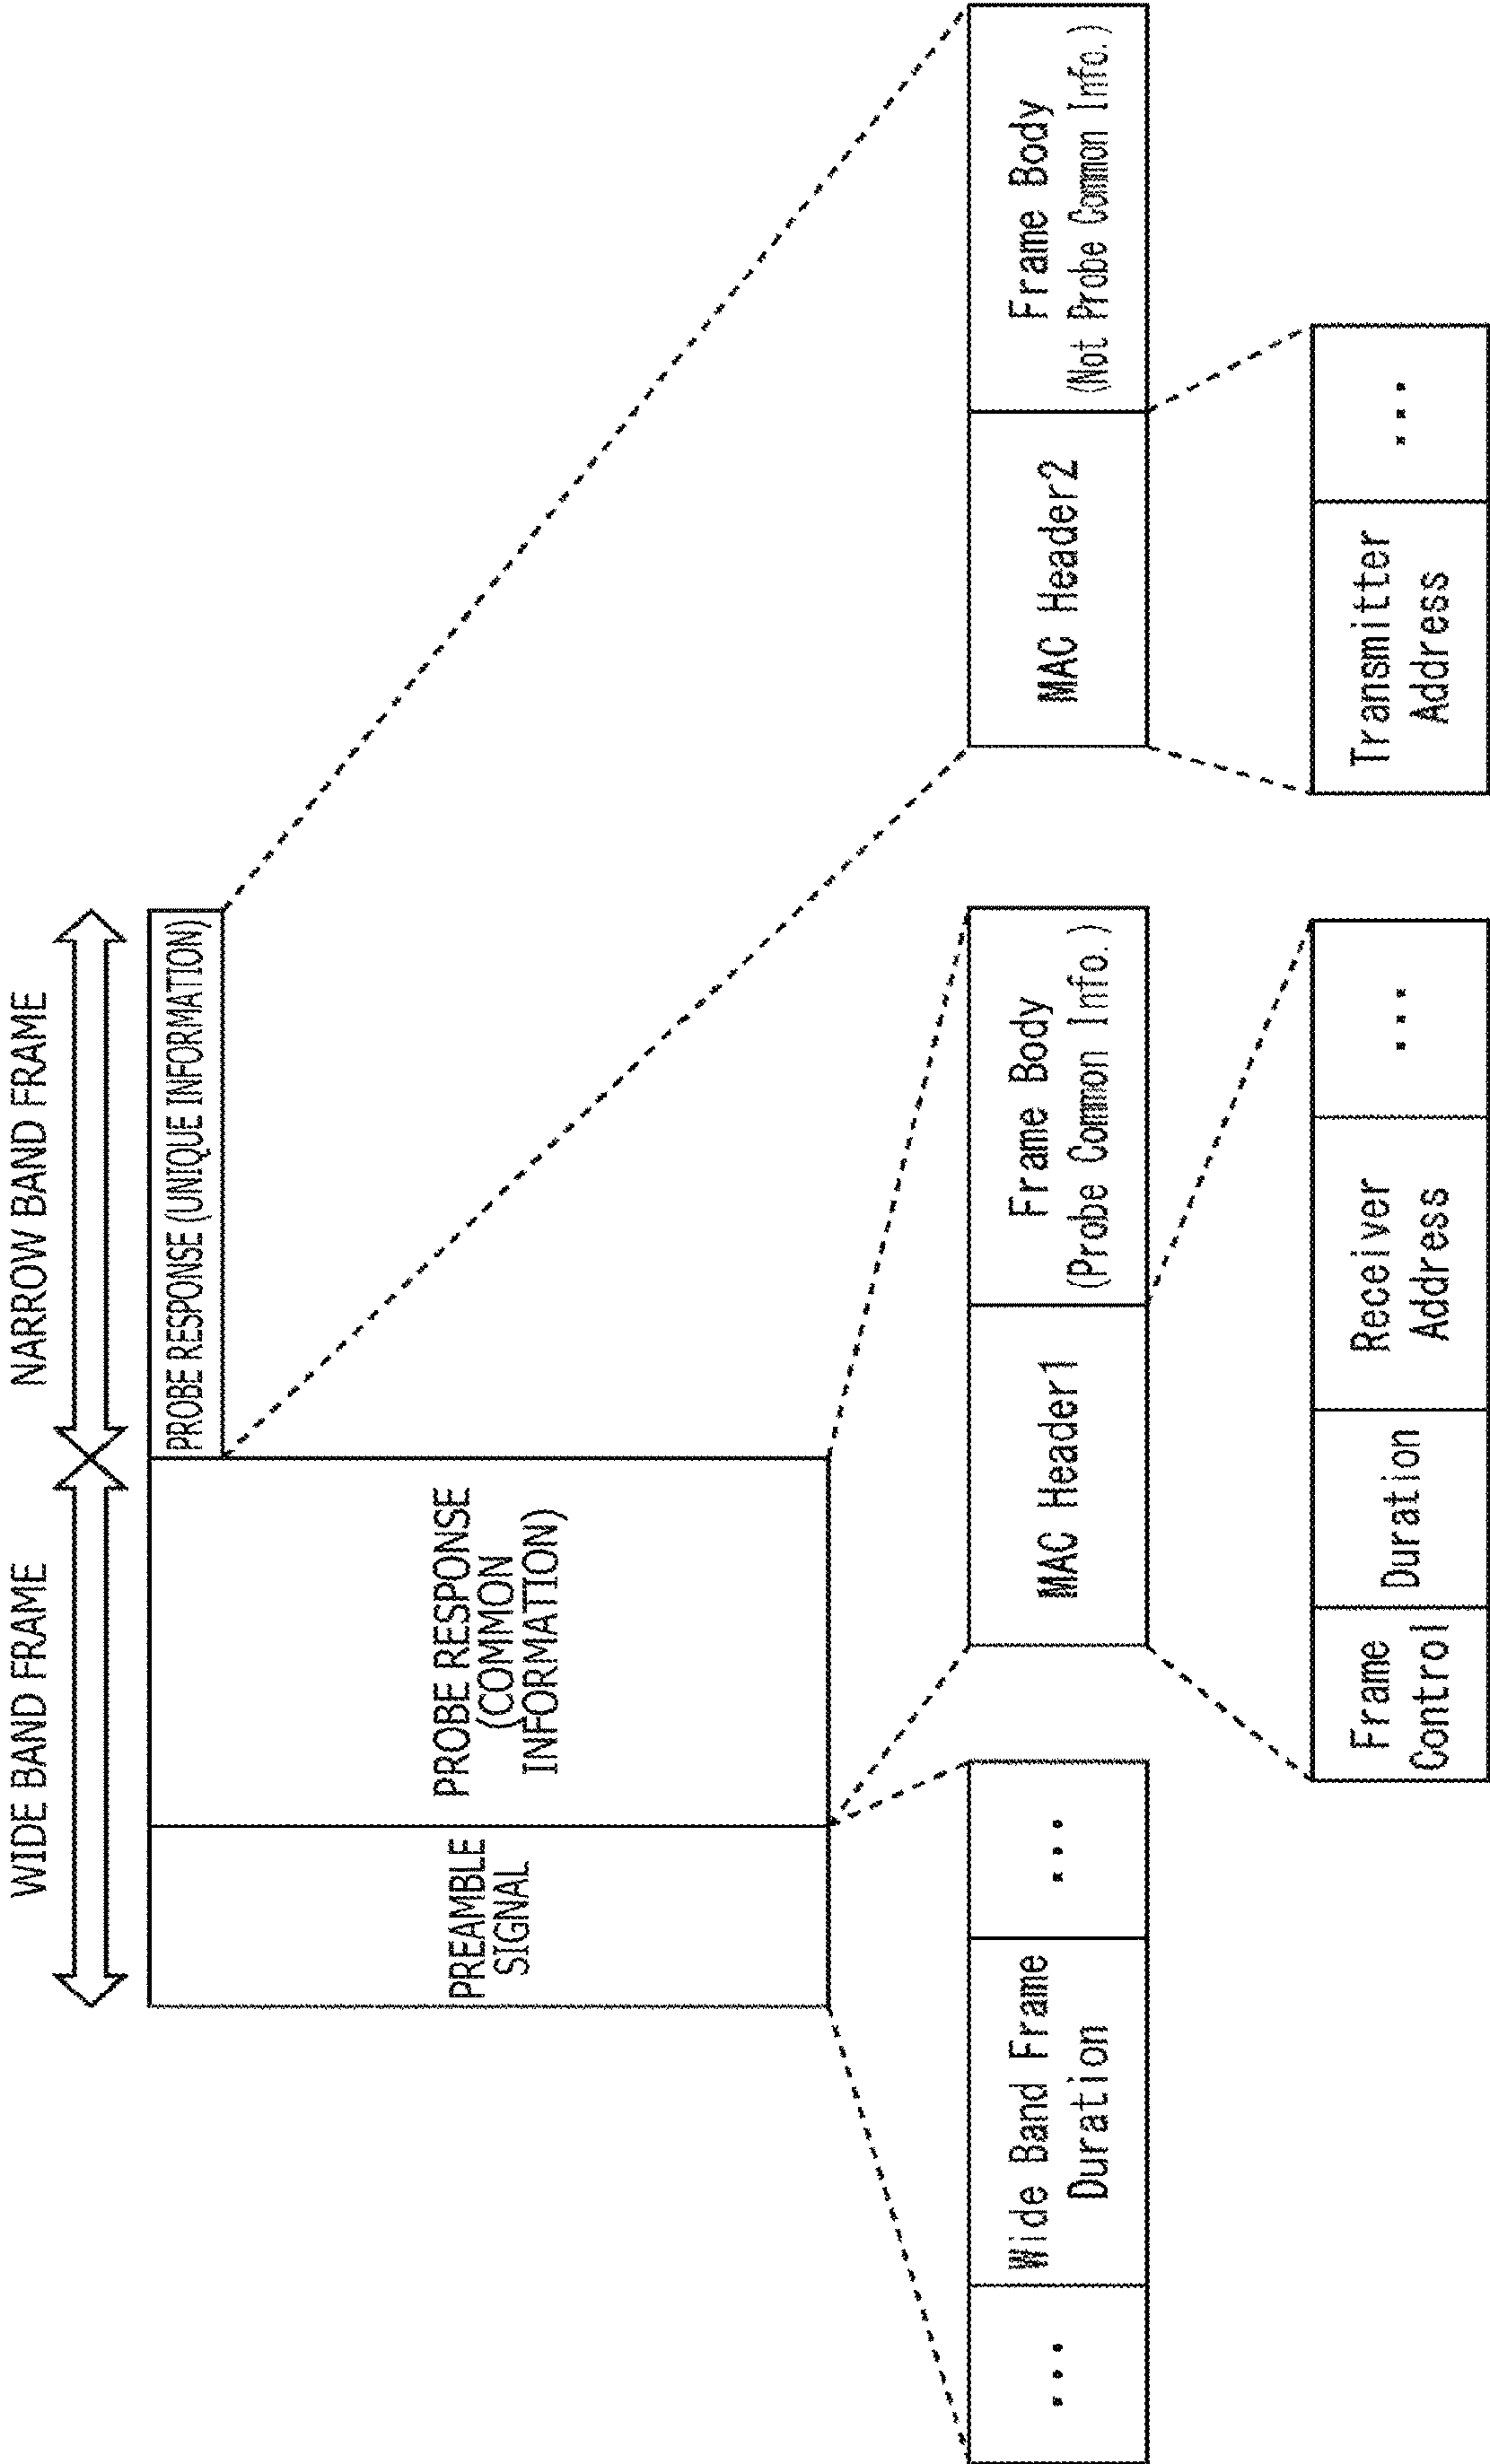 WIDE BAND FRAME
NARROW BAND FRAME
PREAMBLE
SIGNAL
PROBE RESPONSE
(COMMON
INFORMATION)
PROBE RESPONSE (UNIQUE INFORMATION)
...
Wide Band Frame
Duration
...
MAC Header1
Frame Body
(Probe Common Info.)
MAC Header2
Frame Body
(Not Probe Common Info.)
Frame
Control
Duration
Receiver
Address
...
Transmitter
Address
...